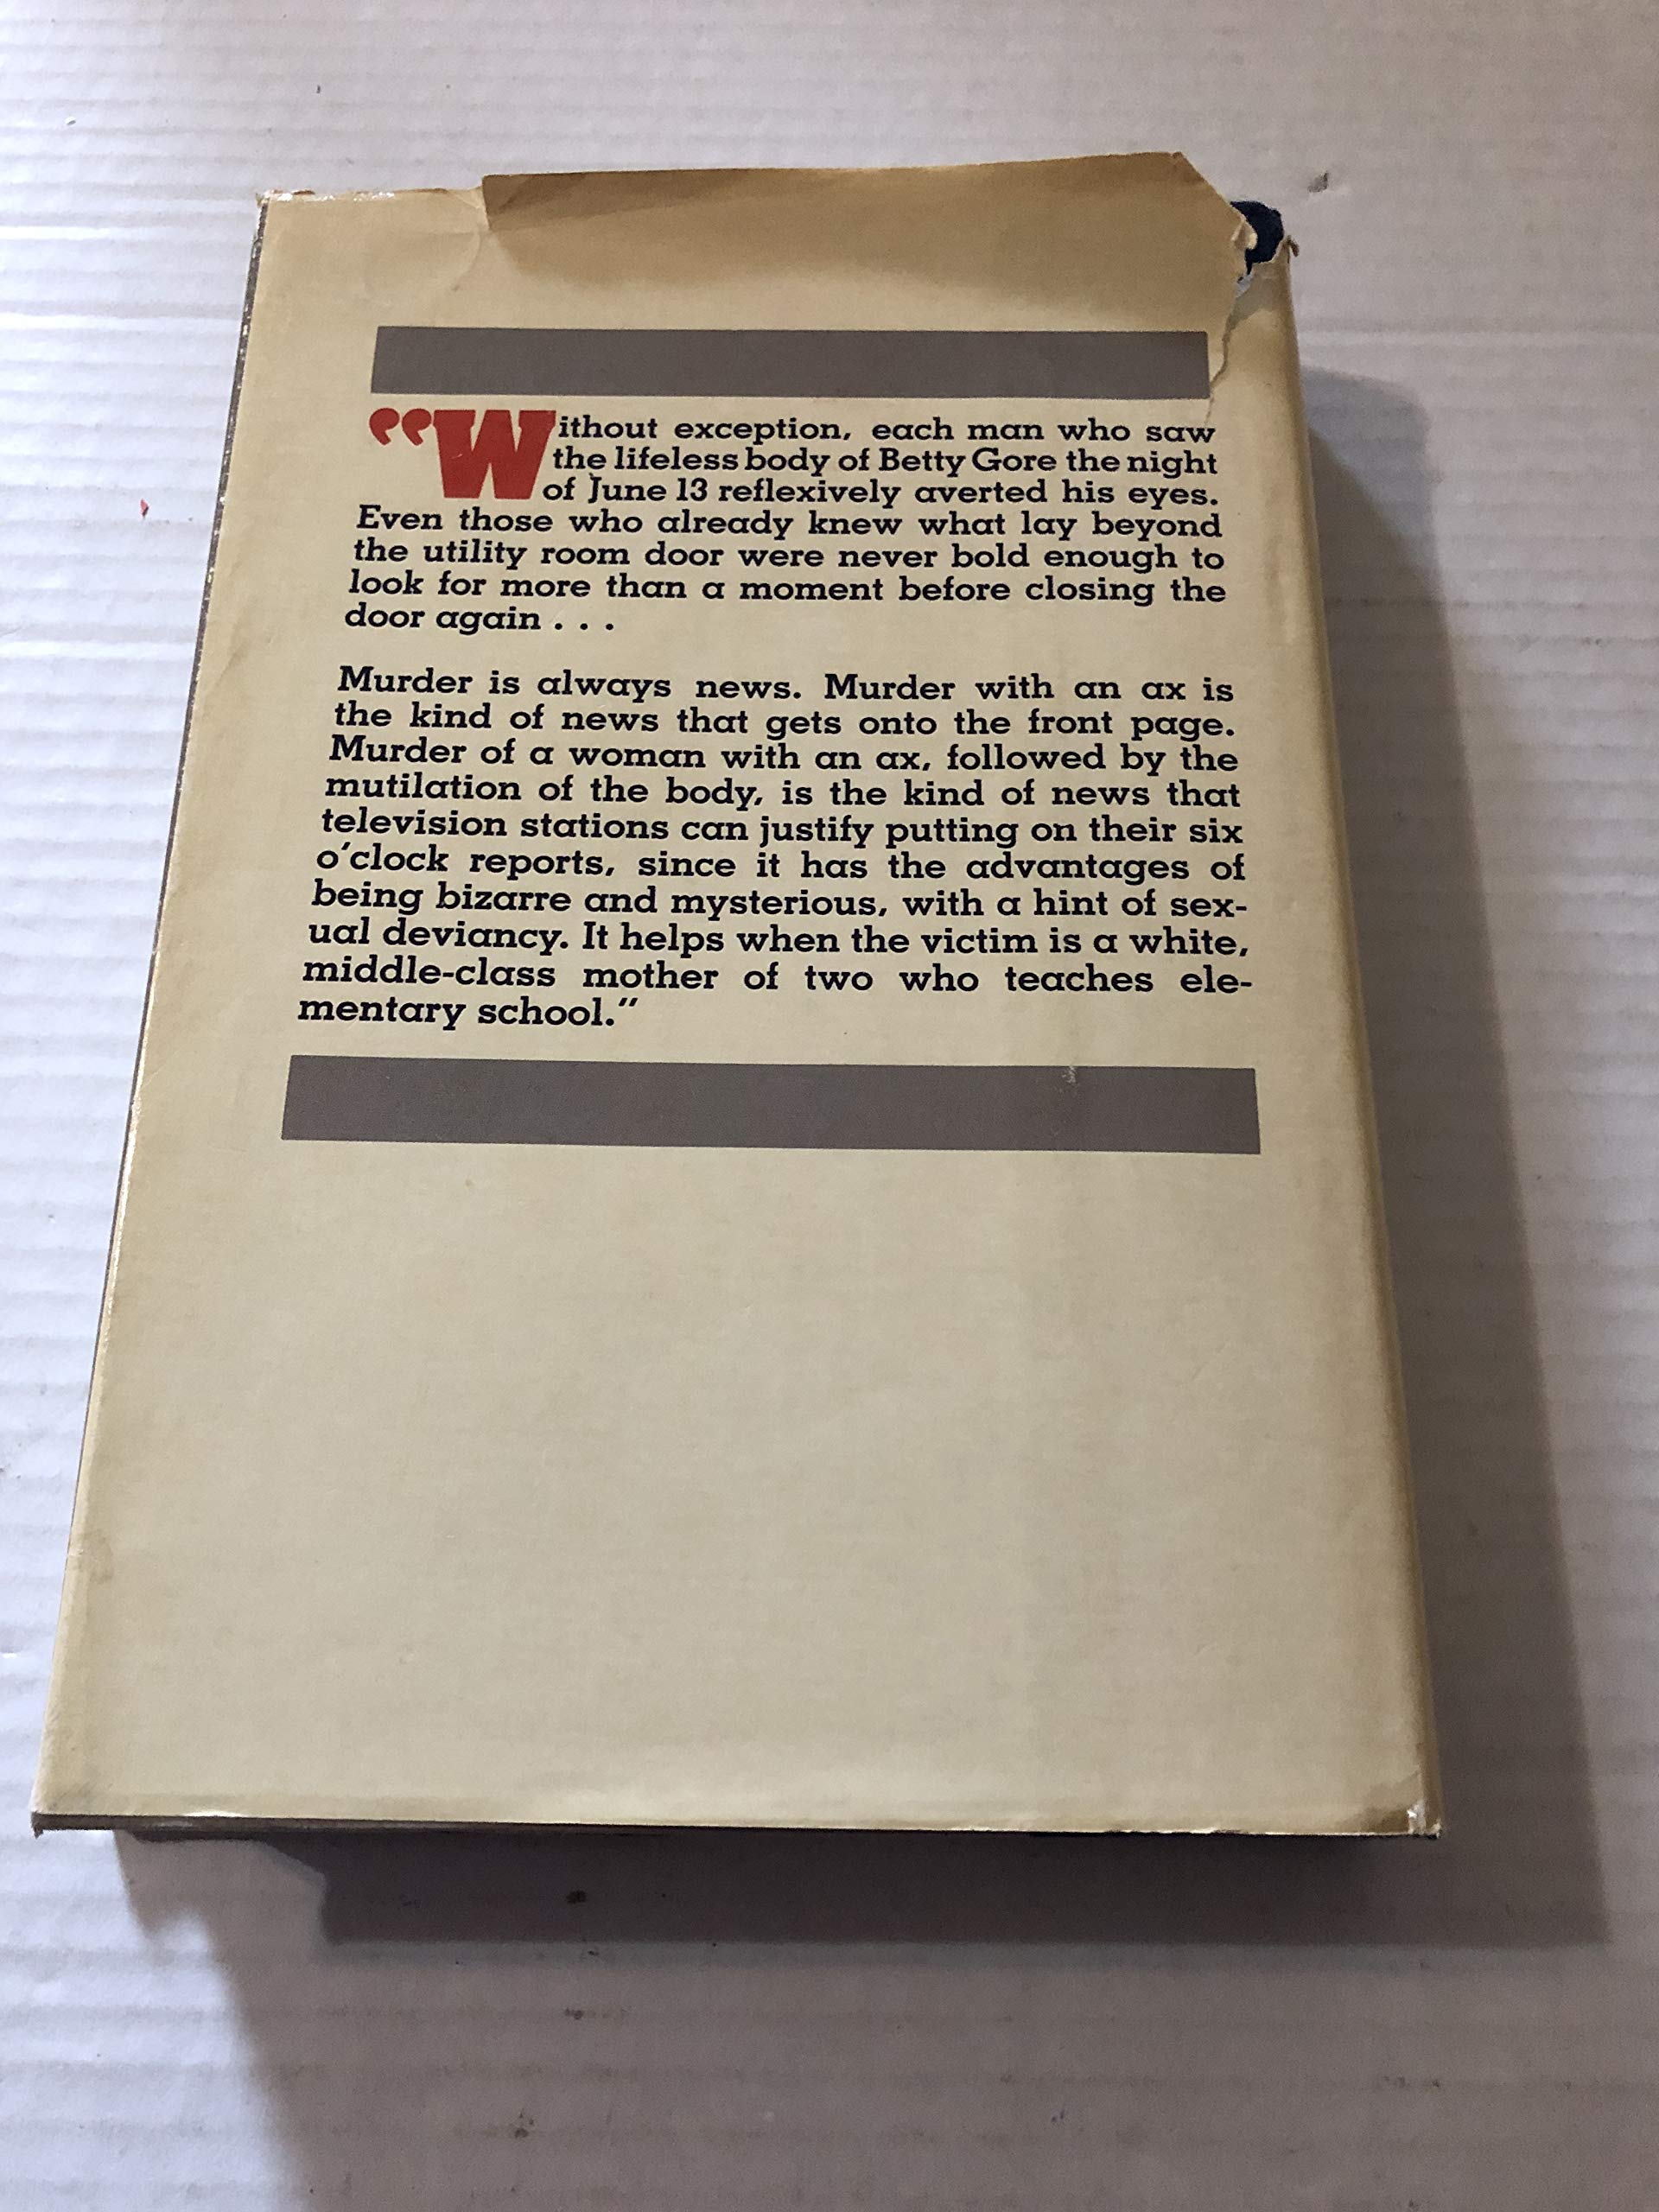 “Without exception, each man who saw
the lifeless body of Betty Gore the night
of June 13 reflexively averted his eyes.
Even those who already knew what lay beyond
the utility room door were never bold enough to
look for more than a moment before closing the
door again . . .
Murder is always news. Murder with an ax is
the kind of news that gets onto the front page.
Murder of a woman with an ax, followed by the
mutilation of the body, is the kind of news that
television stations can justify putting on their six
o’clock reports, since it has the advantages of
being bizarre and mysterious, with a hint of sex-
ual deviancy. It helps when the victim is a white,
middle-class mother of two who teaches ele-
mentary school.”